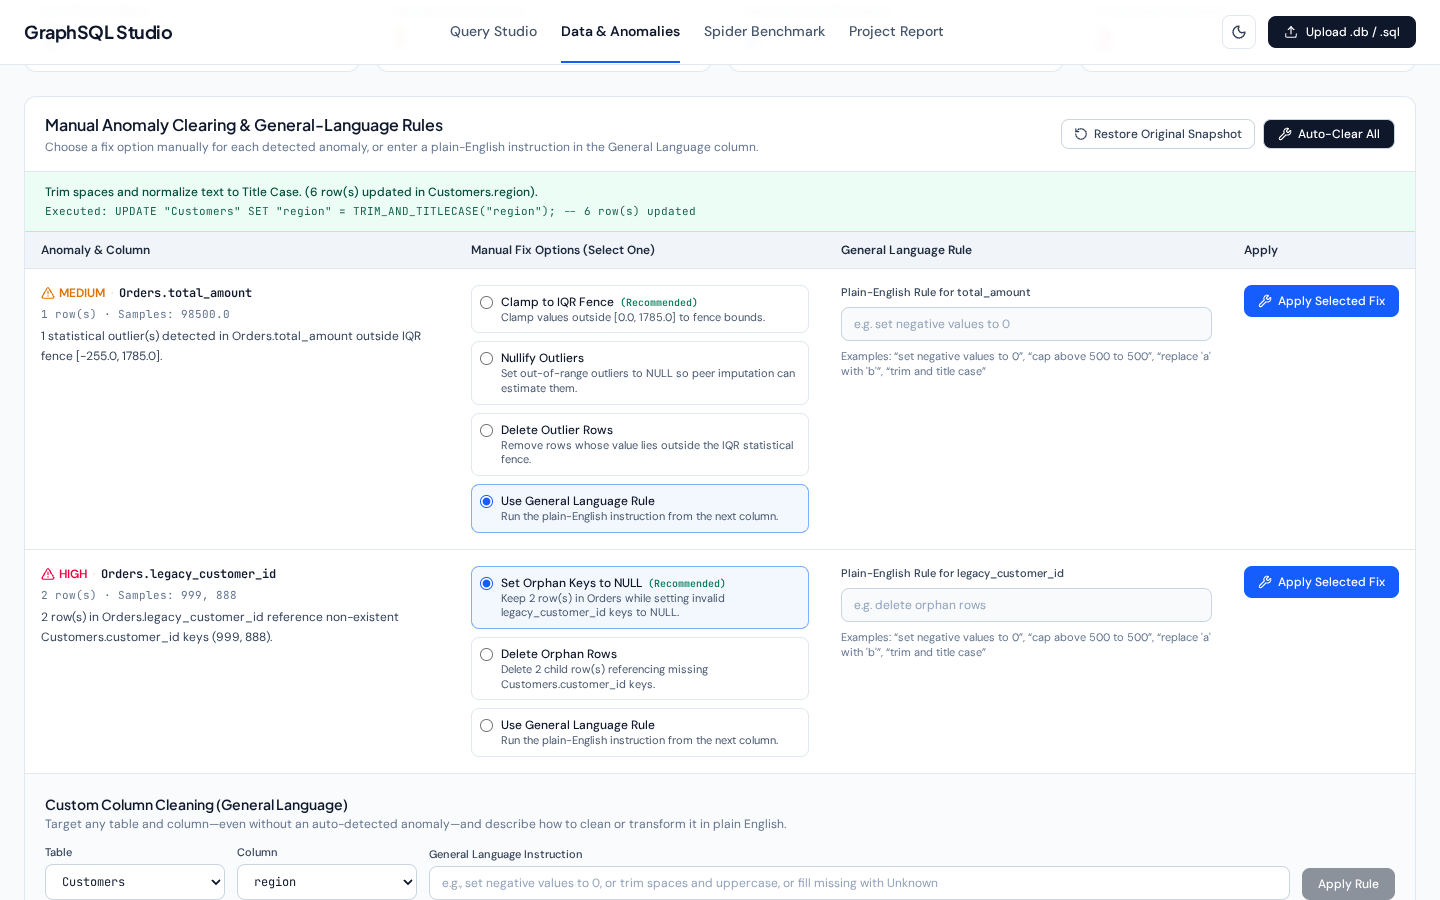 GraphSQL Studio
Query Studio
Data & Anomalies
Spider Benchmark
Project Report
Upload .db / .sql
Manual Anomaly Clearing & General-Language Rules
Choose a fix option manually for each detected anomaly, or enter a plain-English instruction in the General Language column.
Restore Original Snapshot
Auto-Clear All
Trim spaces and normalize text to Title Case. (6 row(s) updated in Customers.region).
Executed: UPDATE "Customers" SET "region" = TRIM_AND_TITLECASE("region"); -- 6 row(s) updated
Anomaly & Column
Manual Fix Options (Select One)
General Language Rule
Apply
MEDIUM · Orders.total_amount
1 row(s) · Samples: 98500.0
1 statistical outlier(s) detected in Orders.total_amount outside IQR
fence [-255.0, 1785.0].
Clamp to IQR Fence (Recommended)
Clamp values outside [0.0, 1785.0] to fence bounds.
Nullify Outliers
Set out-of-range outliers to NULL so peer imputation can
estimate them.
Delete Outlier Rows
Remove rows whose value lies outside the IQR statistical
fence.
Use General Language Rule
Run the plain-English instruction from the next column.
Plain-English Rule for total_amount
e.g. set negative values to 0
Examples: “set negative values to 0”, “cap above 500 to 500”, “replace 'a'
with 'b'”, “trim and title case”
Apply Selected Fix
HIGH · Orders.legacy_customer_id
2 row(s) · Samples: 999, 888
2 row(s) in Orders.legacy_customer_id reference non-existent
Customers.customer_id keys (999, 888).
Set Orphan Keys to NULL (Recommended)
Keep 2 row(s) in Orders while setting invalid
legacy_customer_id keys to NULL.
Delete Orphan Rows
Delete 2 child row(s) referencing missing
Customers.customer_id keys.
Use General Language Rule
Run the plain-English instruction from the next column.
Plain-English Rule for legacy_customer_id
e.g. delete orphan rows
Examples: “set negative values to 0”, “cap above 500 to 500”, “replace 'a'
with 'b'”, “trim and title case”
Apply Selected Fix
Custom Column Cleaning (General Language)
Target any table and column—even without an auto-detected anomaly—and describe how to clean or transform it in plain English.
Table
Customers
Column
region
General Language Instruction
e.g., set negative values to 0, or trim spaces and uppercase, or fill missing with Unknown
Apply Rule